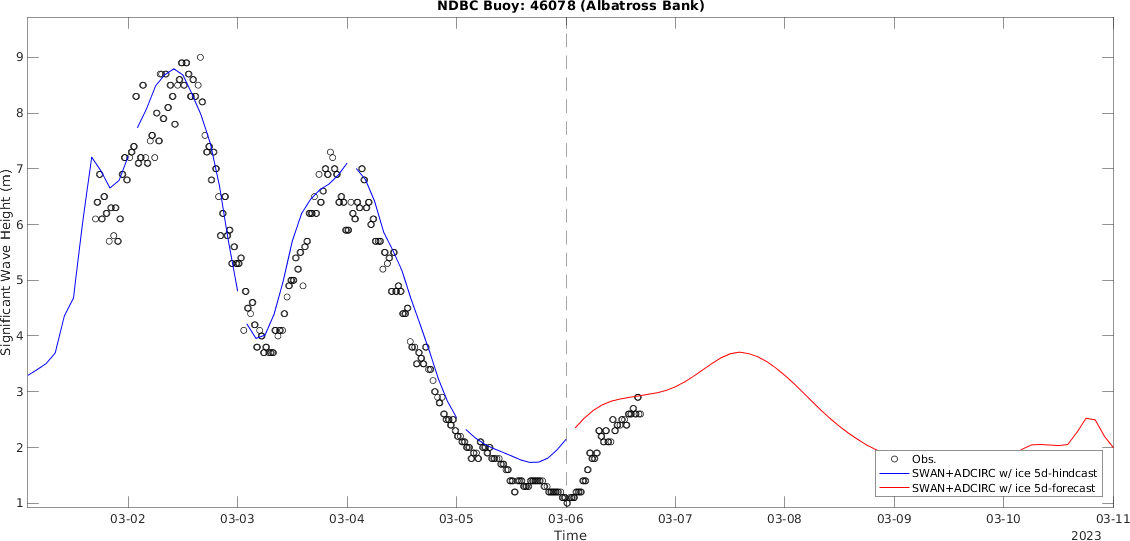 NDBC Buoy: 46078 (Albatross Bank)
Significant Wave Height (m)
9
8
7
6
5
4
3
2
1
Obs.
SWAN+ADCIRC w/ ice 5d-hindcast
SWAN+ADCIRC w/ ice 5d-forecast
03-02 03-03 03-04 03-05 03-06 03-07 03-08 03-09 03-10 03-11
Time
2023